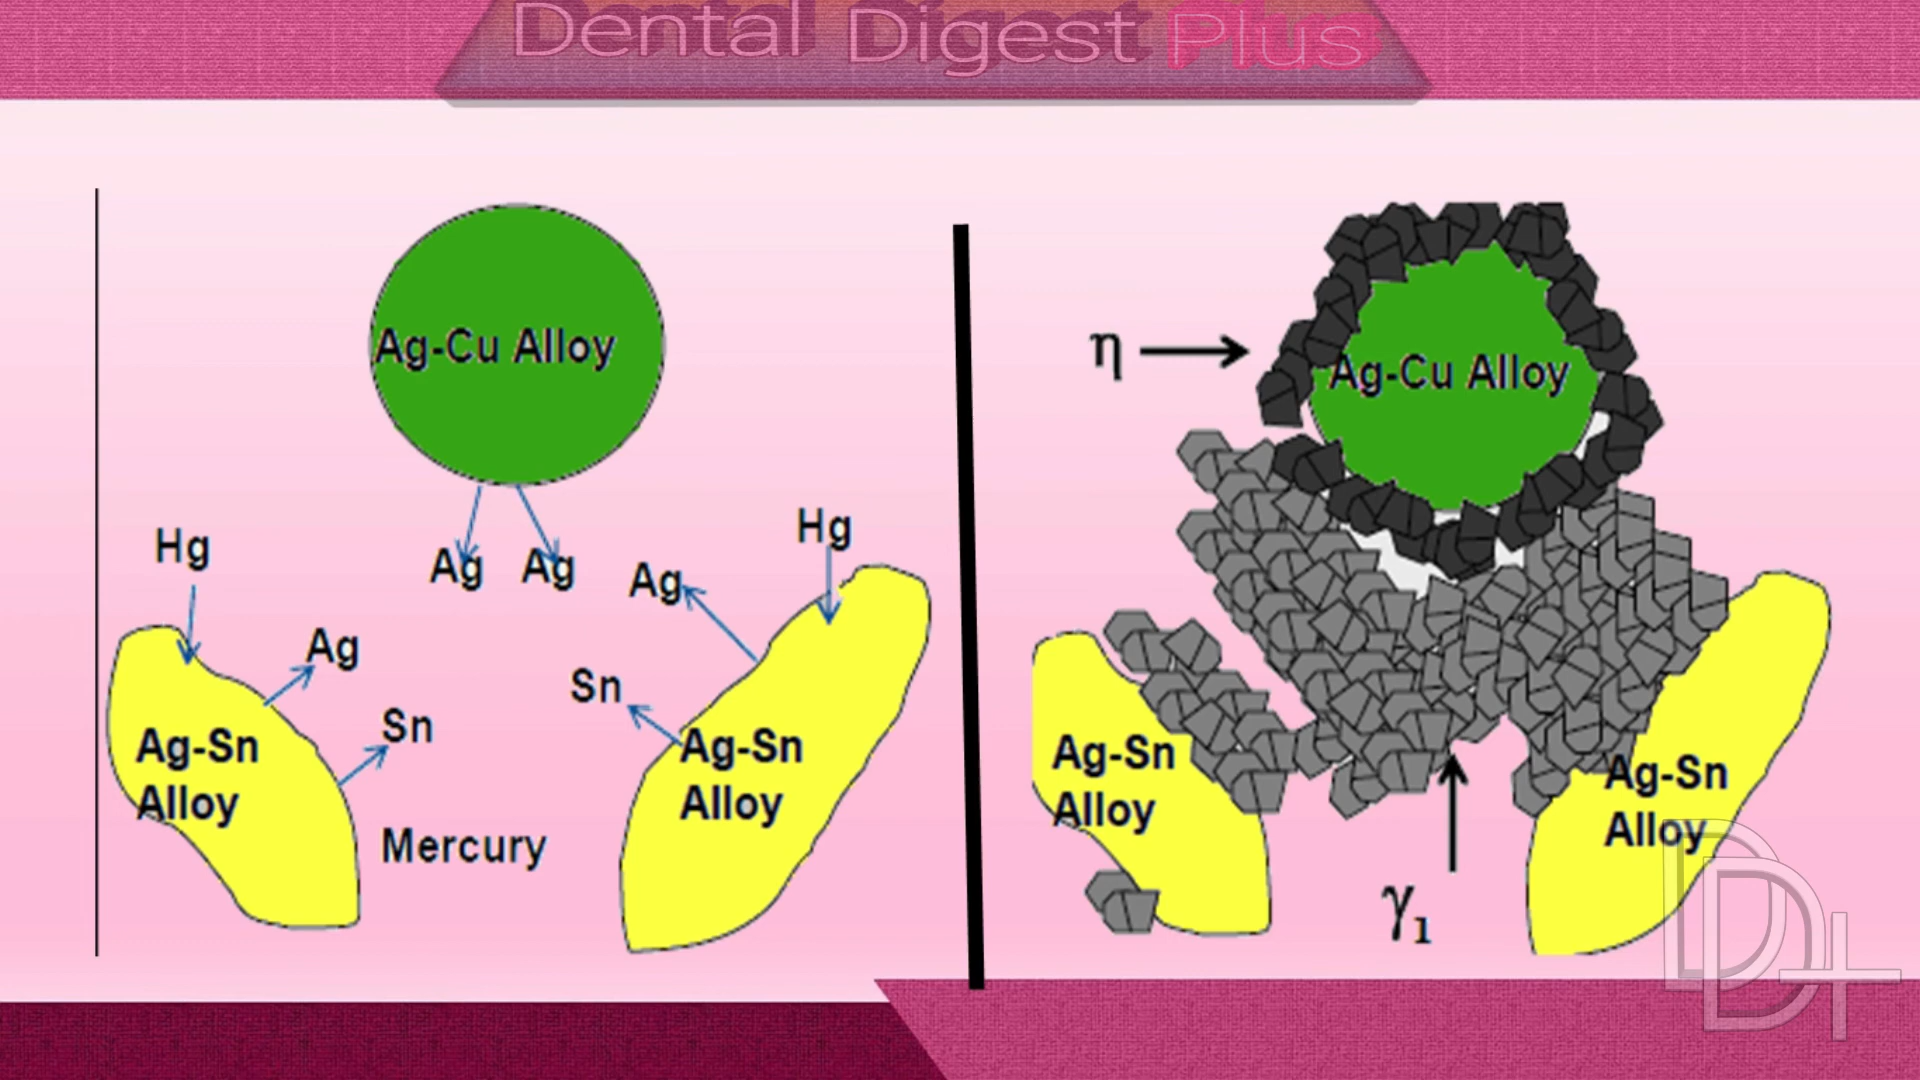 Dental Digest Plus
Ag-Cu Alloy
Hg
Ag
Ag
Ag
Hg
Ag
Sn
Sn
Ag-Sn
Alloy
Ag-Sn
Alloy
Mercury
η
Ag-Cu Alloy
Ag-Sn
Alloy
Ag-Sn
Alloy
γ₁
DD+